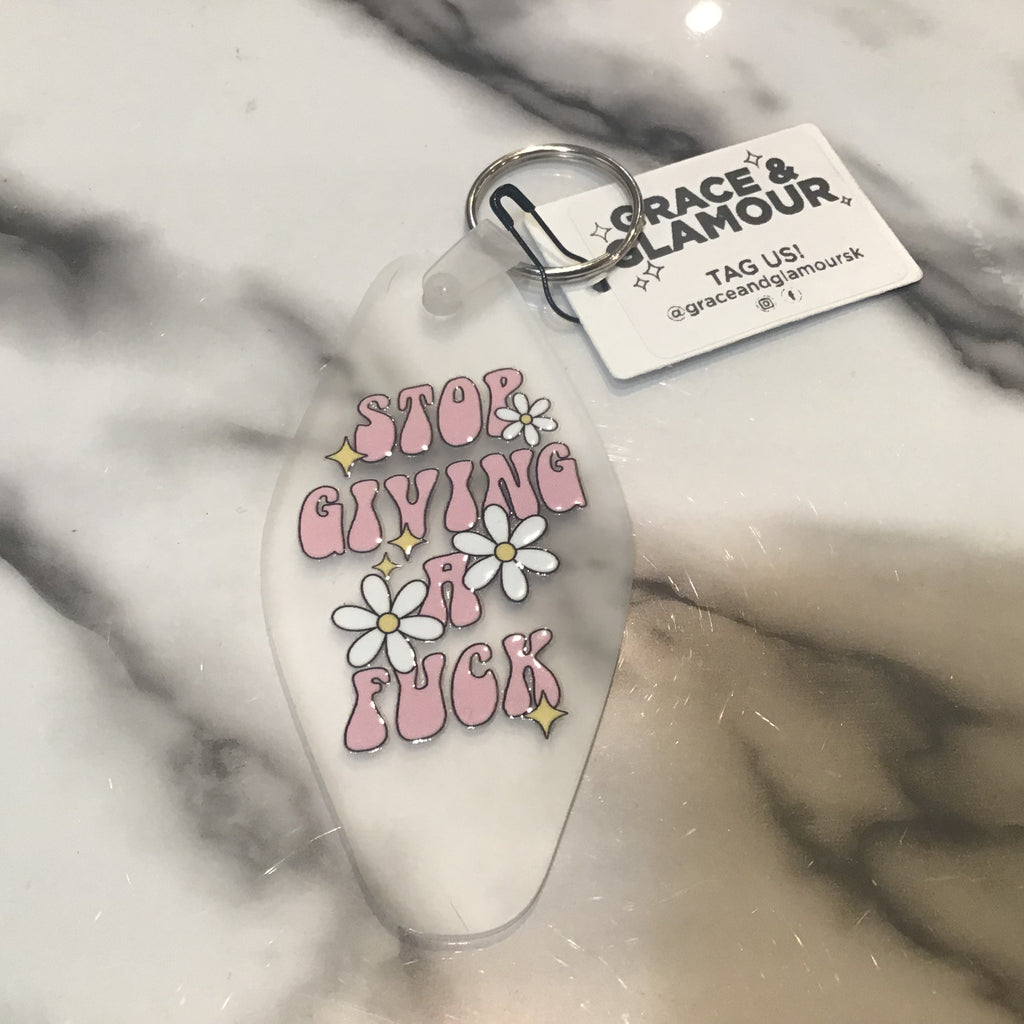 GRACE &
GLAMOUR
TAG US!
@graceandglamoursk
STOP
GIVING
A
FUCK